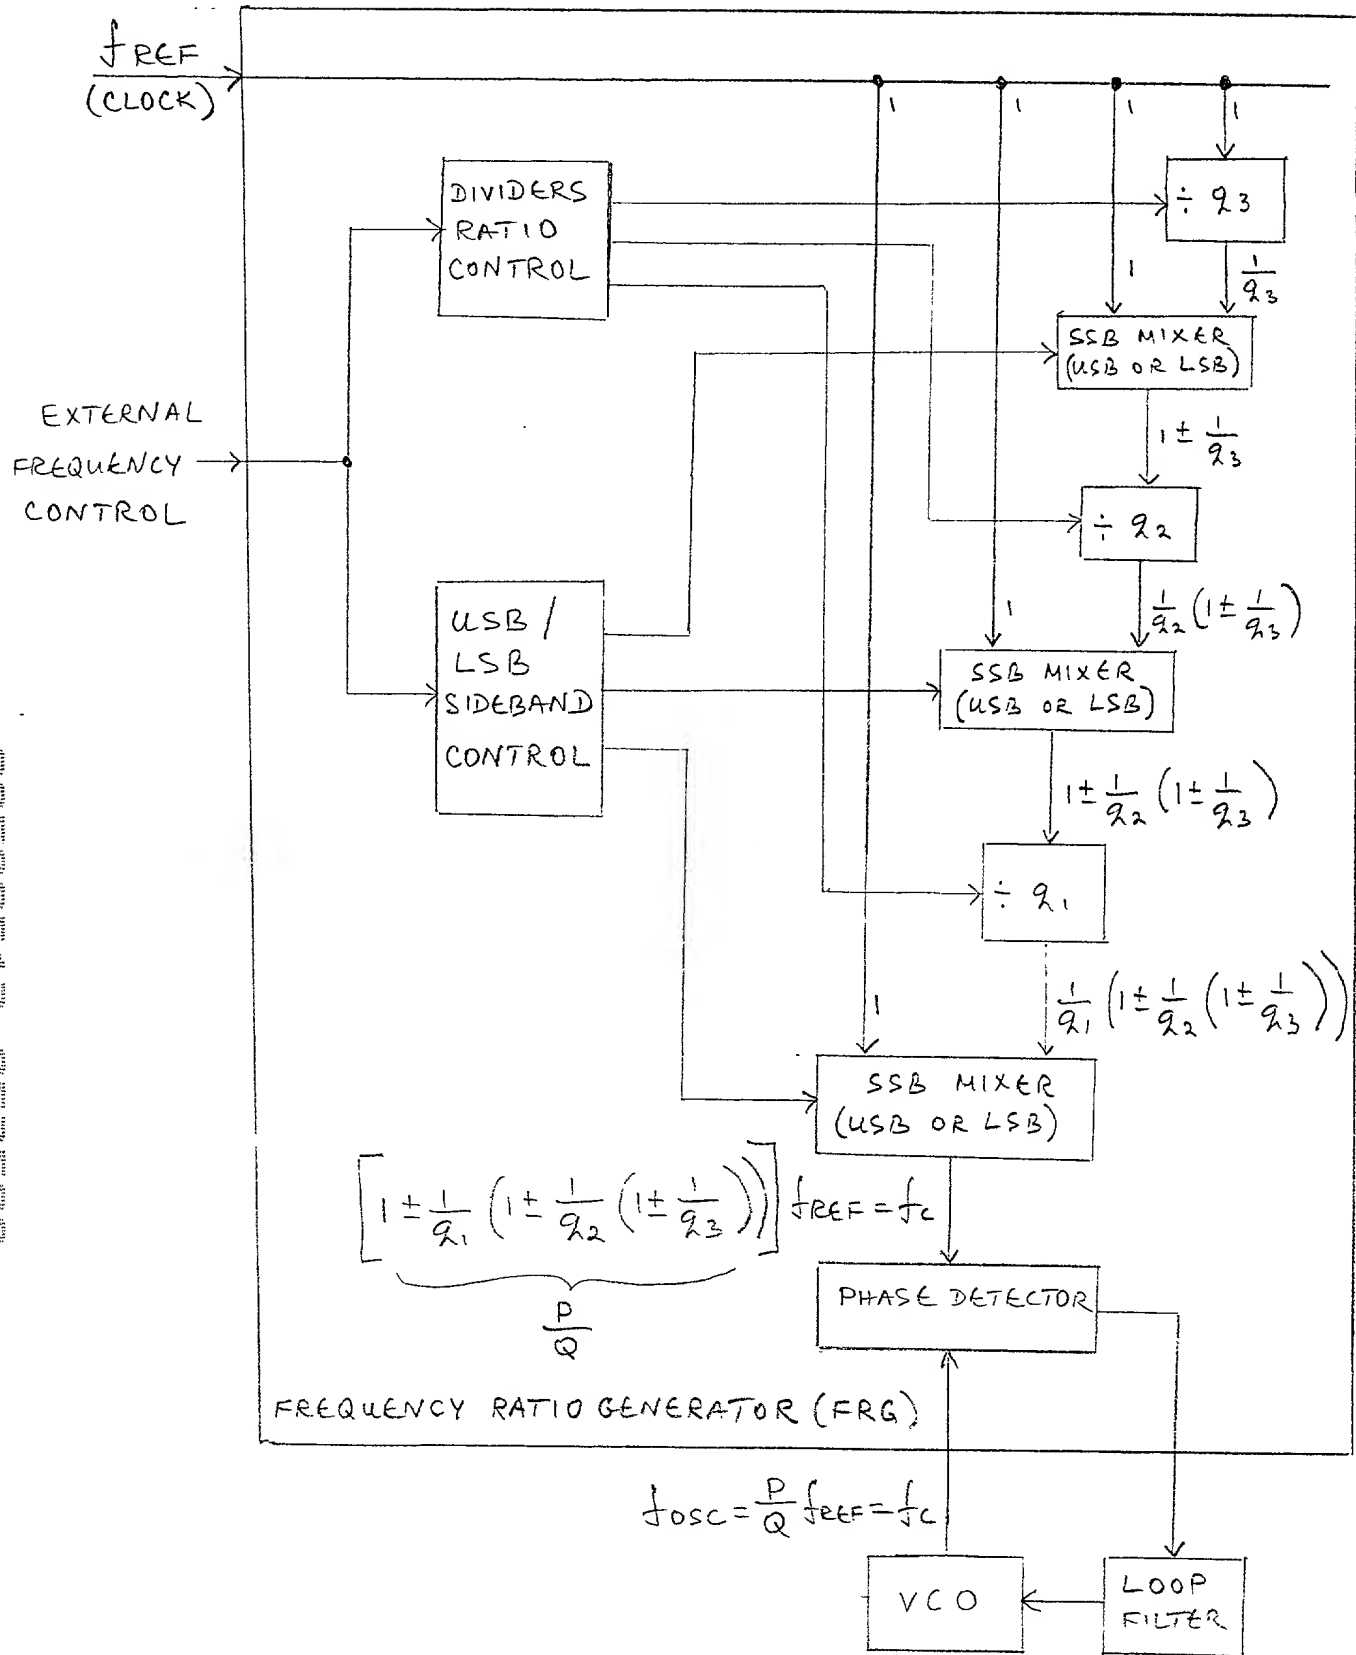 fREF
(CLOCK)
1 1 1 1
DIVIDERS
RATIO
CONTROL
÷ q3
1
1/q3
SSB MIXER
(USB OR LSB)
EXTERNAL
FREQUENCY
CONTROL
1 ± 1/q3
÷ q2
1
1/q2 (1 ± 1/q3)
USB /
LSB
SIDEBAND
CONTROL
SSB MIXER
(USB OR LSB)
1 ± 1/q2 (1 ± 1/q3)
÷ q1
1
1/q1 (1 ± 1/q2 (1 ± 1/q3))
SSB MIXER
(USB OR LSB)
[1 ± 1/q1 (1 ± 1/q2 (1 ± 1/q3))] fREF = fc
P/Q
PHASE DETECTOR
FREQUENCY RATIO GENERATOR (FRG)
fOSC = P/Q fREF = fc
VCO
LOOP
FILTER